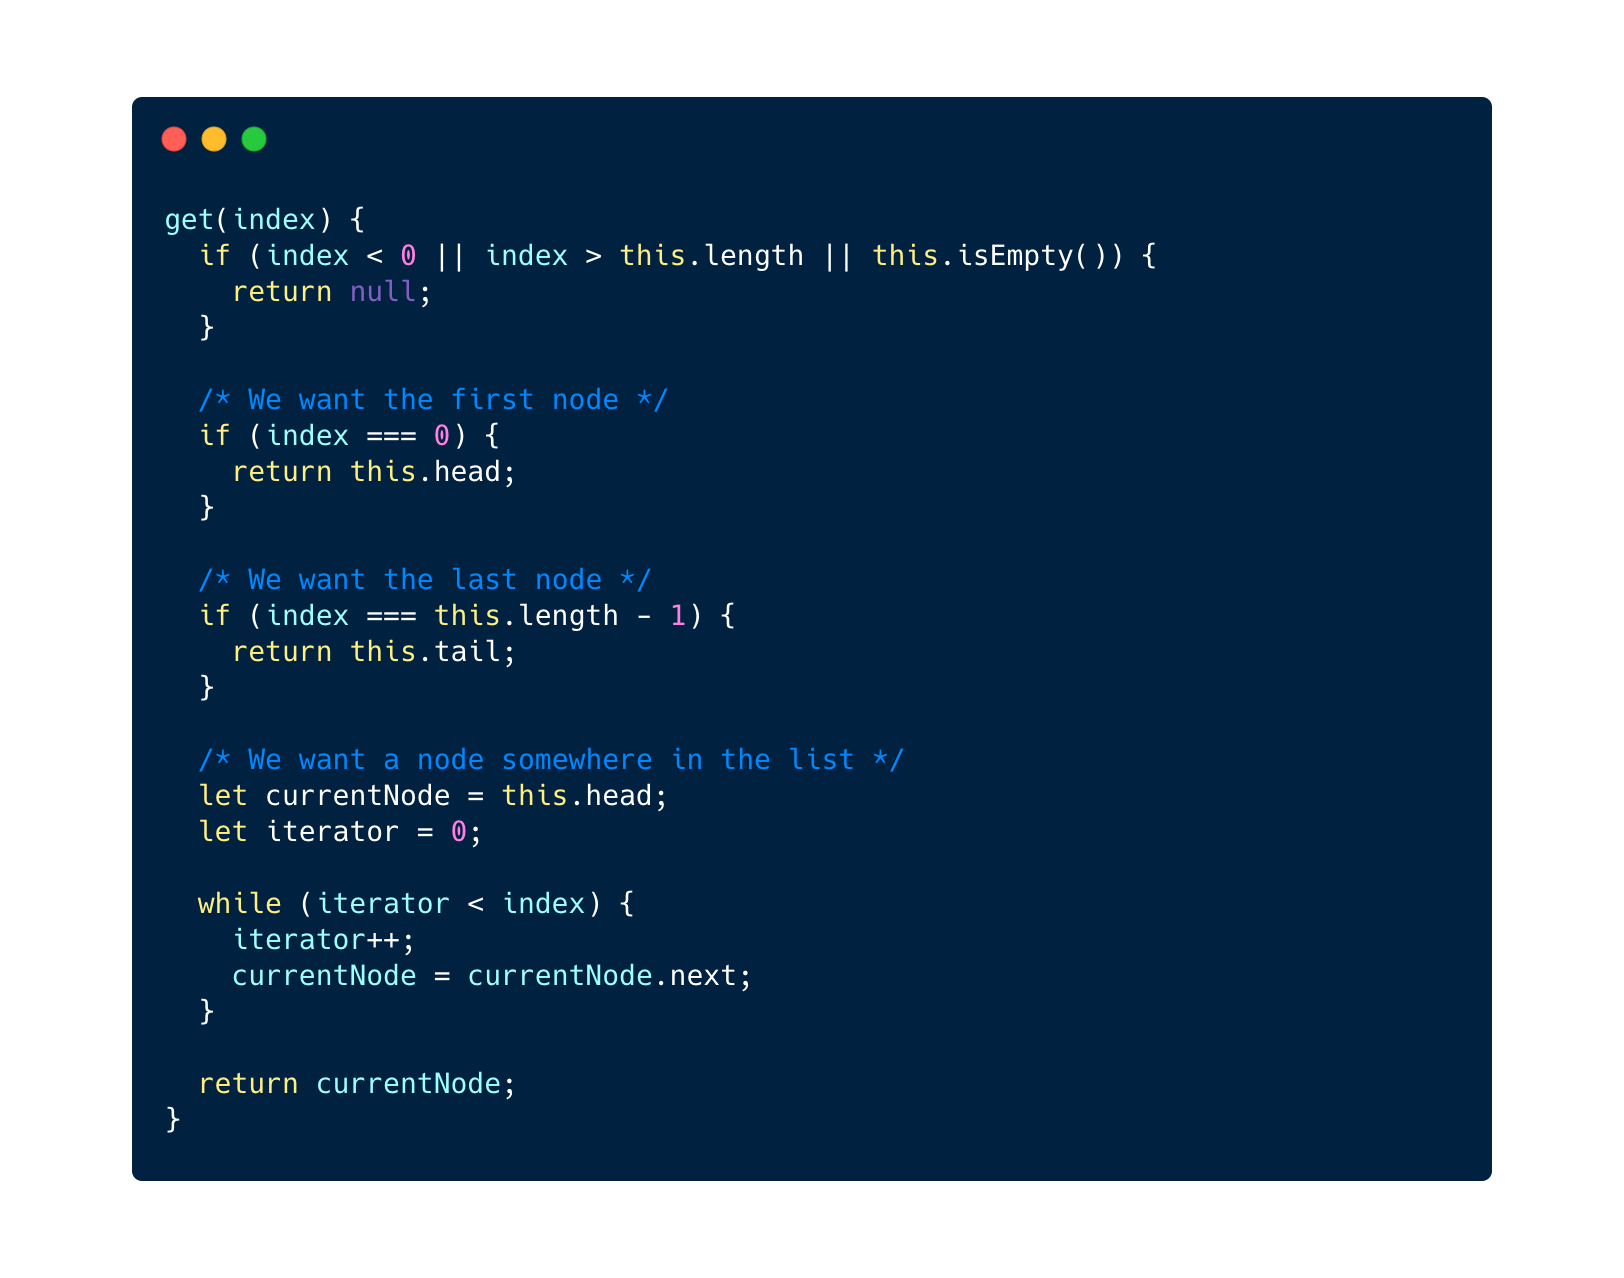 get(index) {
  if (index < 0 || index > this.length || this.isEmpty()) {
    return null;
  }

  /* We want the first node */
  if (index === 0) {
    return this.head;
  }

  /* We want the last node */
  if (index === this.length - 1) {
    return this.tail;
  }

  /* We want a node somewhere in the list */
  let currentNode = this.head;
  let iterator = 0;

  while (iterator < index) {
    iterator++;
    currentNode = currentNode.next;
  }

  return currentNode;
}